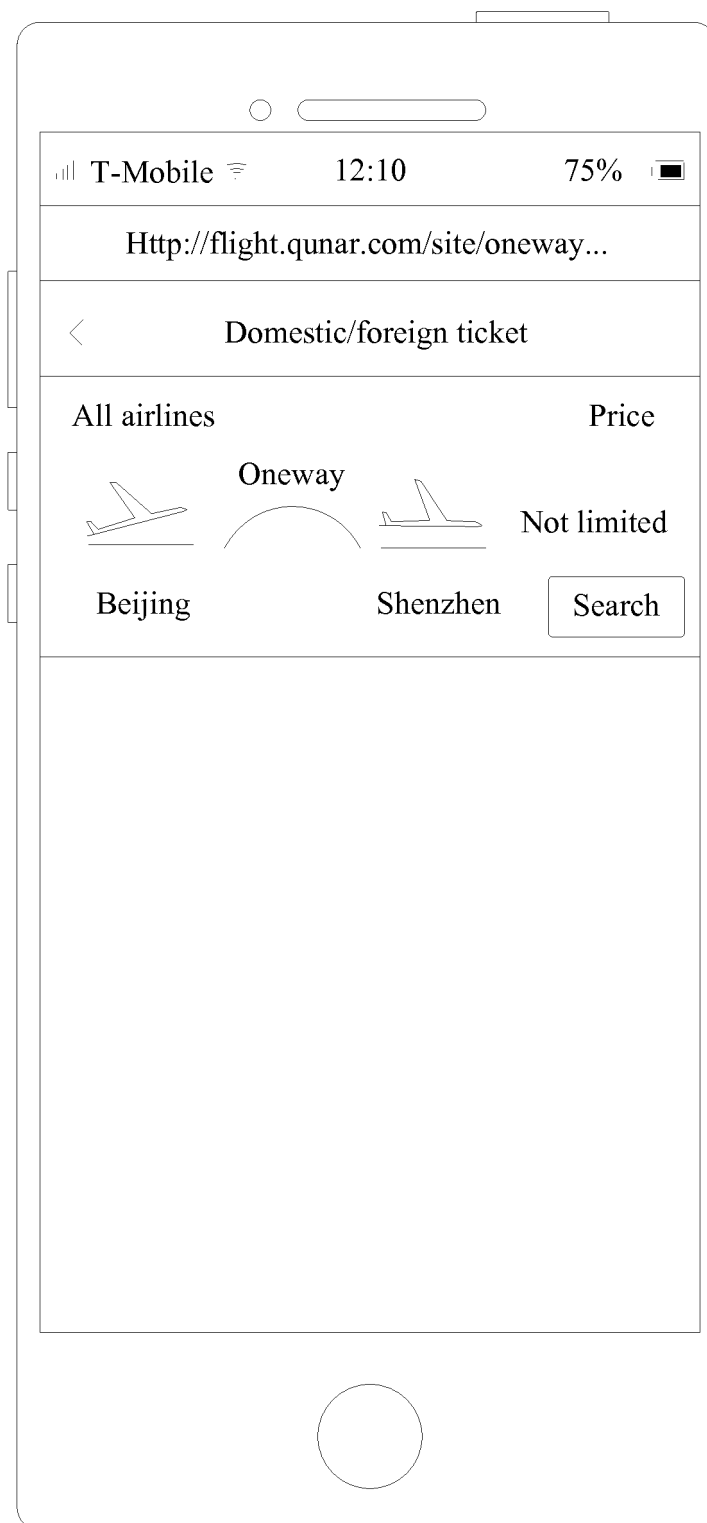 T-Mobile 12:10 75%
Http://flight.qunar.com/site/oneway...
Domestic/foreign ticket
All airlines Price
Oneway
Not limited
Beijing Shenzhen Search